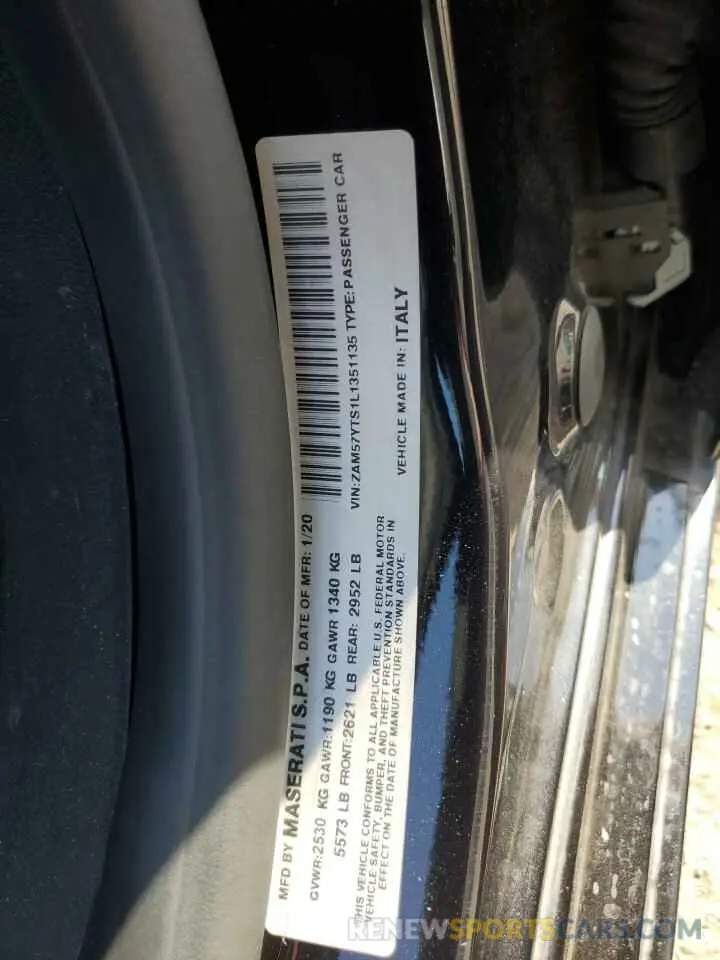 MFD BY MASERATI S.P.A. DATE OF MFR: 1/20
GVWR:2530 KG GAWR:1190 KG GAWR 1340 KG
5573 LB FRONT:2621 LB REAR: 2952 LB
VIN:ZAM57YTS1L1351135 TYPE:PASSENGER CAR
THIS VEHICLE CONFORMS TO ALL APPLICABLE U.S. FEDERAL MOTOR
VEHICLE SAFETY, BUMPER, AND THEFT PREVENTION STANDARDS IN
EFFECT ON THE DATE OF MANUFACTURE SHOWN ABOVE.
VEHICLE MADE IN: ITALY
RENEWSPORTSCARS.COM